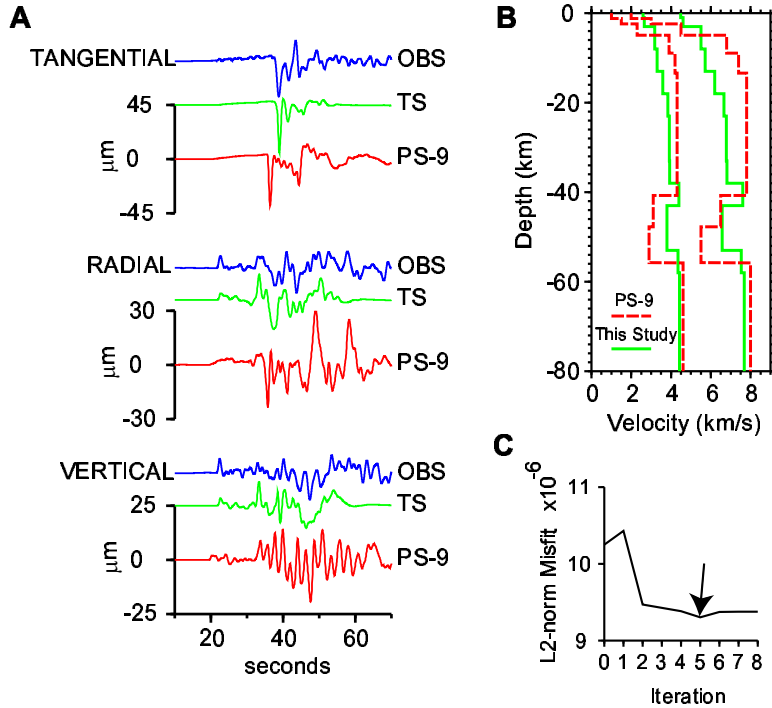 A
TANGENTIAL
OBS
TS
PS-9
45
0
-45
μm
RADIAL
OBS
TS
PS-9
30
0
-30
μm
VERTICAL
OBS
TS
PS-9
25
0
-25
μm
20 40 60
seconds
B
0
-20
-40
-60
-80
Depth (km)
PS-9
This Study
0 2 4 6 8
Velocity (km/s)
C
x10-6
11
10
9
L2-norm Misfit
0 1 2 3 4 5 6 7 8
Iteration